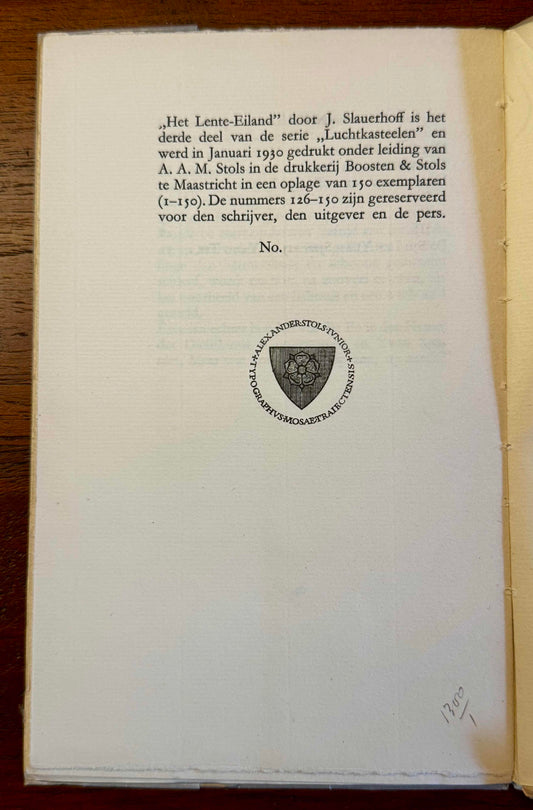 „Het Lente-Eiland” door J. Slauerhoff is het
derde deel van de serie „Luchtkasteelen” en
werd in Januari 1930 gedrukt onder leiding van
A. A. M. Stols in de drukkerij Boosten & Stols
te Maastricht in een oplage van 150 exemplaren
(1–150). De nummers 126–150 zijn gereserveerd
voor den schrijver, den uitgever en de pers.
No.
ALEXANDER·STOLS·IVNIOR
TYPOGRAPHVS·MOSAETRAIECTENSIS
1300
1